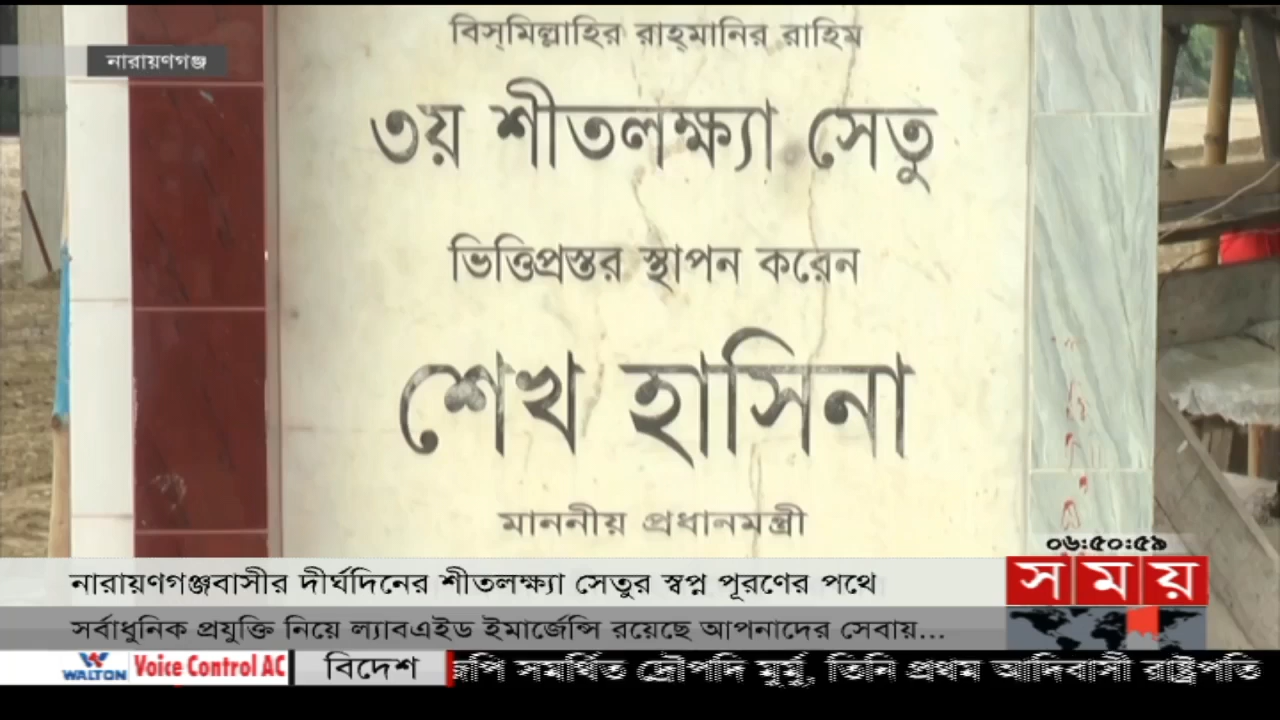 বিস্‌মিল্লাহির রাহ্‌মানির রাহিম
নারায়ণগঞ্জ
৩য় শীতলক্ষ্যা সেতু
ভিত্তিপ্রস্তর স্থাপন করেন
শেখ হাসিনা
মাননীয় প্রধানমন্ত্রী
০৬:৫০:৫৯
সময়
নারায়ণগঞ্জবাসীর দীর্ঘদিনের শীতলক্ষ্যা সেতুর স্বপ্ন পূরণের পথে
সর্বাধুনিক প্রযুক্তি নিয়ে ল্যাবএইড ইমার্জেন্সি রয়েছে আপনাদের সেবায়...
WALTON Voice Control AC বিদেশ সমর্থিত দ্রৌপদি মুর্মু, তিনি প্রথম আদিবাসী রাষ্ট্রপতি